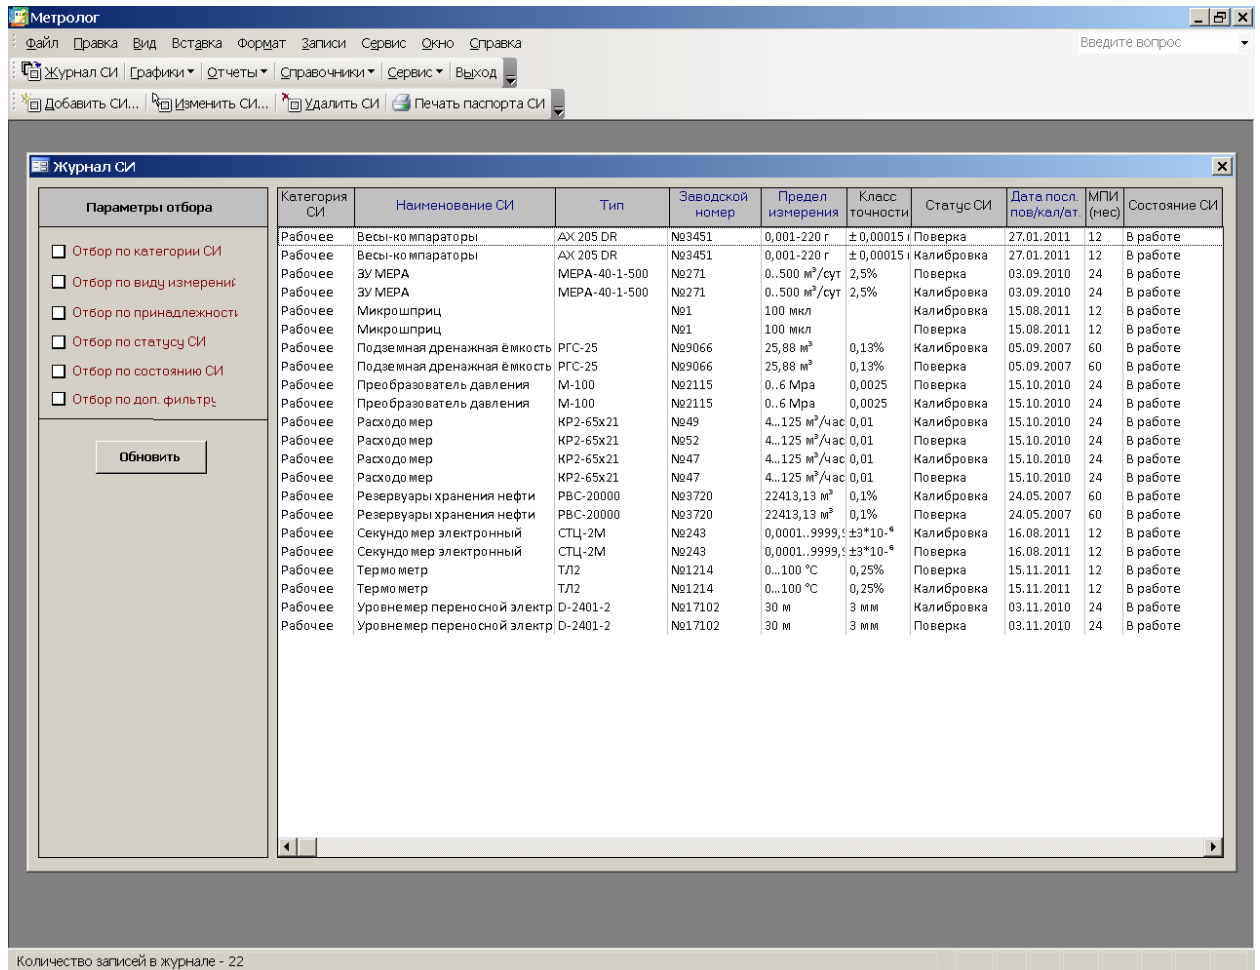 Метролог
Файл Правка Вид Вставка Формат Записи Сервис Окно Справка Введите вопрос
Журнал СИ Графики Отчеты Справочники Сервис Выход
Добавить СИ... Изменить СИ... Удалить СИ Печать паспорта СИ
Журнал СИ
Параметры отбора
Отбор по категории СИ
Отбор по виду измерений
Отбор по принадлежности
Отбор по статусу СИ
Отбор по состоянию СИ
Отбор по доп. фильтру
Обновить
Категория СИ Наименование СИ Тип Заводской номер Предел измерения Класс точности Статус СИ Дата посл. пов/кал/ат. МПИ (мес) Состояние СИ
Рабочее Весы-компараторы AX 205 DR №3451 0,001-220 г ± 0,00015 Поверка 27.01.2011 12 В работе
Рабочее Весы-компараторы AX 205 DR №3451 0,001-220 г ± 0,00015 Калибровка 27.01.2011 12 В работе
Рабочее ЗУ МЕРА МЕРА-40-1-500 №271 0..500 м³/сут 2,5% Поверка 03.09.2010 24 В работе
Рабочее ЗУ МЕРА МЕРА-40-1-500 №271 0..500 м³/сут 2,5% Калибровка 03.09.2010 24 В работе
Рабочее Микрошприц №1 100 мкл Калибровка 15.08.2011 12 В работе
Рабочее Микрошприц №1 100 мкл Поверка 15.08.2011 12 В работе
Рабочее Подземная дренажная ёмкость РГС-25 №9066 25,88 м³ 0,13% Калибровка 05.09.2007 60 В работе
Рабочее Подземная дренажная ёмкость РГС-25 №9066 25,88 м³ 0,13% Поверка 05.09.2007 60 В работе
Рабочее Преобразователь давления М-100 №2115 0..6 Мра 0,0025 Поверка 15.10.2010 24 В работе
Рабочее Преобразователь давления М-100 №2115 0..6 Мра 0,0025 Калибровка 15.10.2010 24 В работе
Рабочее Расходомер КР2-65х21 №49 4...125 м³/час 0,01 Калибровка 15.10.2010 24 В работе
Рабочее Расходомер КР2-65х21 №52 4...125 м³/час 0,01 Поверка 15.10.2010 24 В работе
Рабочее Расходомер КР2-65х21 №47 4...125 м³/час 0,01 Калибровка 15.10.2010 24 В работе
Рабочее Расходомер КР2-65х21 №47 4...125 м³/час 0,01 Поверка 15.10.2010 24 В работе
Рабочее Резервуары хранения нефти РВС-20000 №3720 22413,13 м³ 0,1% Калибровка 24.05.2007 60 В работе
Рабочее Резервуары хранения нефти РВС-20000 №3720 22413,13 м³ 0,1% Поверка 24.05.2007 60 В работе
Рабочее Секундомер электронный СТЦ-2М №243 0,0001..9999, ±3*10-⁶ Калибровка 16.08.2011 12 В работе
Рабочее Секундомер электронный СТЦ-2М №243 0,0001..9999, ±3*10-⁶ Поверка 16.08.2011 12 В работе
Рабочее Термометр ТЛ2 №1214 0...100 °С 0,25% Поверка 15.11.2011 12 В работе
Рабочее Термометр ТЛ2 №1214 0...100 °С 0,25% Калибровка 15.11.2011 12 В работе
Рабочее Уровнемер переносной электр D-2401-2 №17102 30 м 3 мм Калибровка 03.11.2010 24 В работе
Рабочее Уровнемер переносной электр D-2401-2 №17102 30 м 3 мм Поверка 03.11.2010 24 В работе
Количество записей в журнале - 22